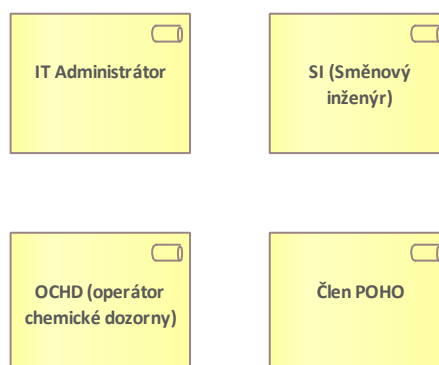 IT Administrátor
SI (Směnový
inženýr)
OCHD (operátor
chemické dozorny)
Člen POHO